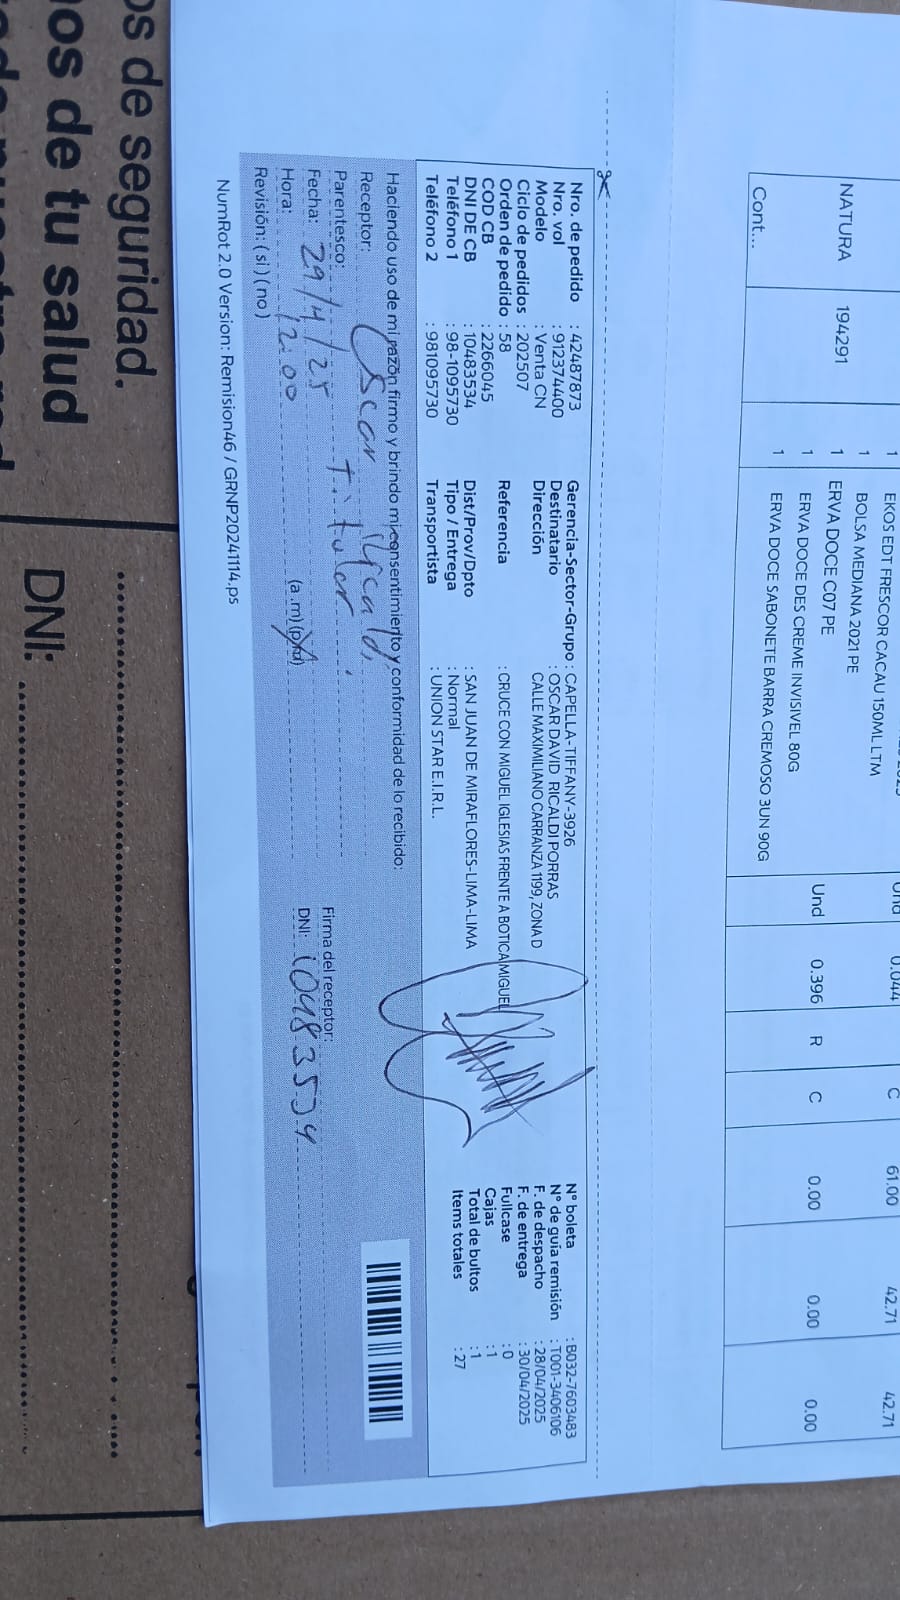 EKOS EDT FRESCOR CACAU 150ML LTM
1
0.044
C
61.00
42.71
42.71
1 BOLSA MEDIANA 2021 PE
NATURA 194291 1 ERVA DOCE C07 PE Und 0.396 R C 0.00 0.00 0.00
1 ERVA DOCE DES CREME INVISIVEL 80G
1 ERVA DOCE SABONETE BARRA CREMOSO 3UN 90G
Cont...
Nro. de pedido : 42487873 Gerencia-Sector-Grupo : CAPELLA-TIFFANY-3926 N° boleta : B032-7603483
Nro. vol : 912374400 Destinatario : OSCAR DAVID RICALDI PORRAS N° de guía remisión : T001-3406106
Modelo : Venta CN Dirección CALLE MAXIMILIANO CARRANZA 1199, ZONA D F. de despacho : 28/04/2025
Ciclo de pedidos : 202507 F. de entrega : 30/04/2025
Orden de pedido : 58 Referencia : CRUCE CON MIGUEL IGLESIAS FRENTE A BOTICA MIGUEL Fullcase : 0
COD CB : 2266045 Cajas : 1
DNI DE CB : 10483534 Dist/Prov/Dpto : SAN JUAN DE MIRAFLORES-LIMA-LIMA Total de bultos : 1
Teléfono 1 : 98-1095730 Tipo / Entrega : Normal Items totales : 27
Teléfono 2 : 981095730 Transportista : UNION STAR E.I.R.L.
Haciendo uso de mi razón firmo y brindo mi consentimiento y conformidad de lo recibido:
Receptor: Oscar Ricaldi
Parentesco: Titular Firma del receptor:
Fecha: 29/4/25 DNI: 10483534
Hora: 12:00 (a.m) (p.m)
Revisión: (si) (no)
NumRot 2.0 Version: Remision46 / GRNP20241114.ps
os de seguridad.
os de tu salud
DNI: